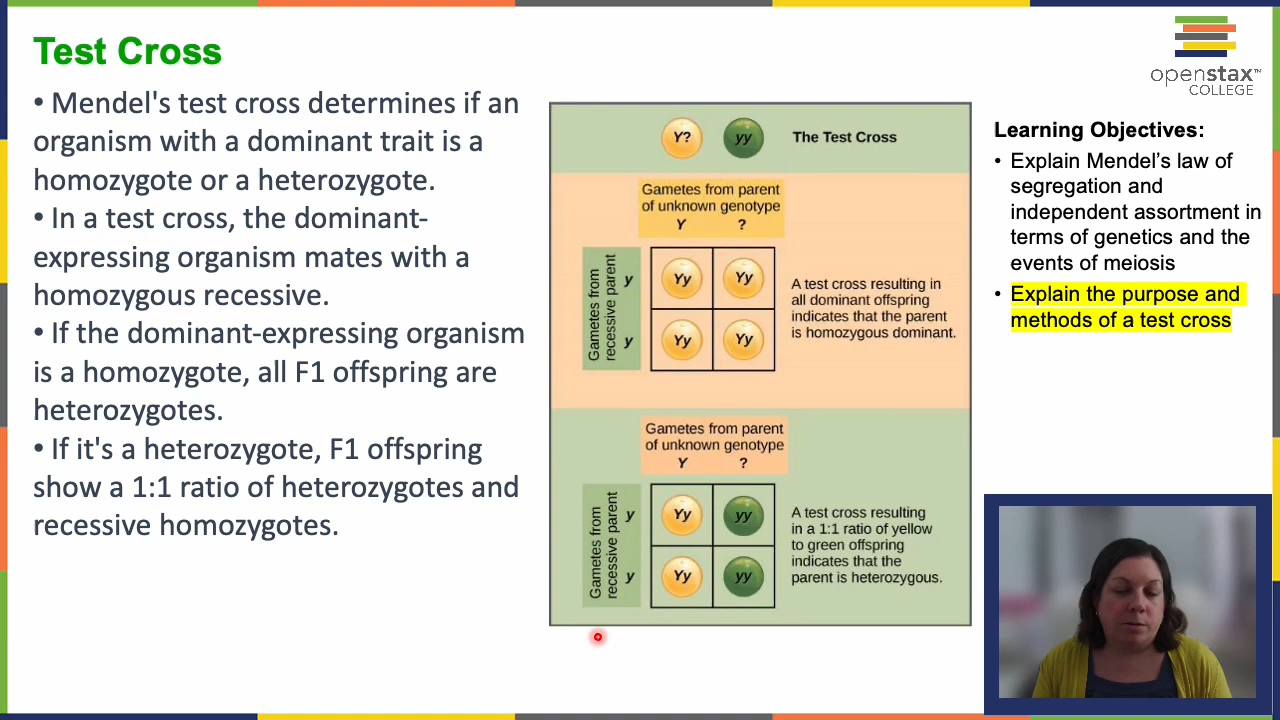 Test Cross
• Mendel's test cross determines if an
organism with a dominant trait is a
homozygote or a heterozygote.
• In a test cross, the dominant-
expressing organism mates with a
homozygous recessive.
• If the dominant-expressing organism
is a homozygote, all F1 offspring are
heterozygotes.
• If it's a heterozygote, F1 offspring
show a 1:1 ratio of heterozygotes and
recessive homozygotes.
Y? yy The Test Cross
Gametes from parent
of unknown genotype
Y ?
Gametes from
recessive parent
y Yy Yy
y Yy Yy
A test cross resulting in
all dominant offspring
indicates that the parent
is homozygous dominant.
Gametes from parent
of unknown genotype
Y ?
Gametes from
recessive parent
y Yy yy
y Yy yy
A test cross resulting
in a 1:1 ratio of yellow
to green offspring
indicates that the
parent is heterozygous.
openstax™
COLLEGE
Learning Objectives:
• Explain Mendel’s law of
segregation and
independent assortment in
terms of genetics and the
events of meiosis
• Explain the purpose and
methods of a test cross